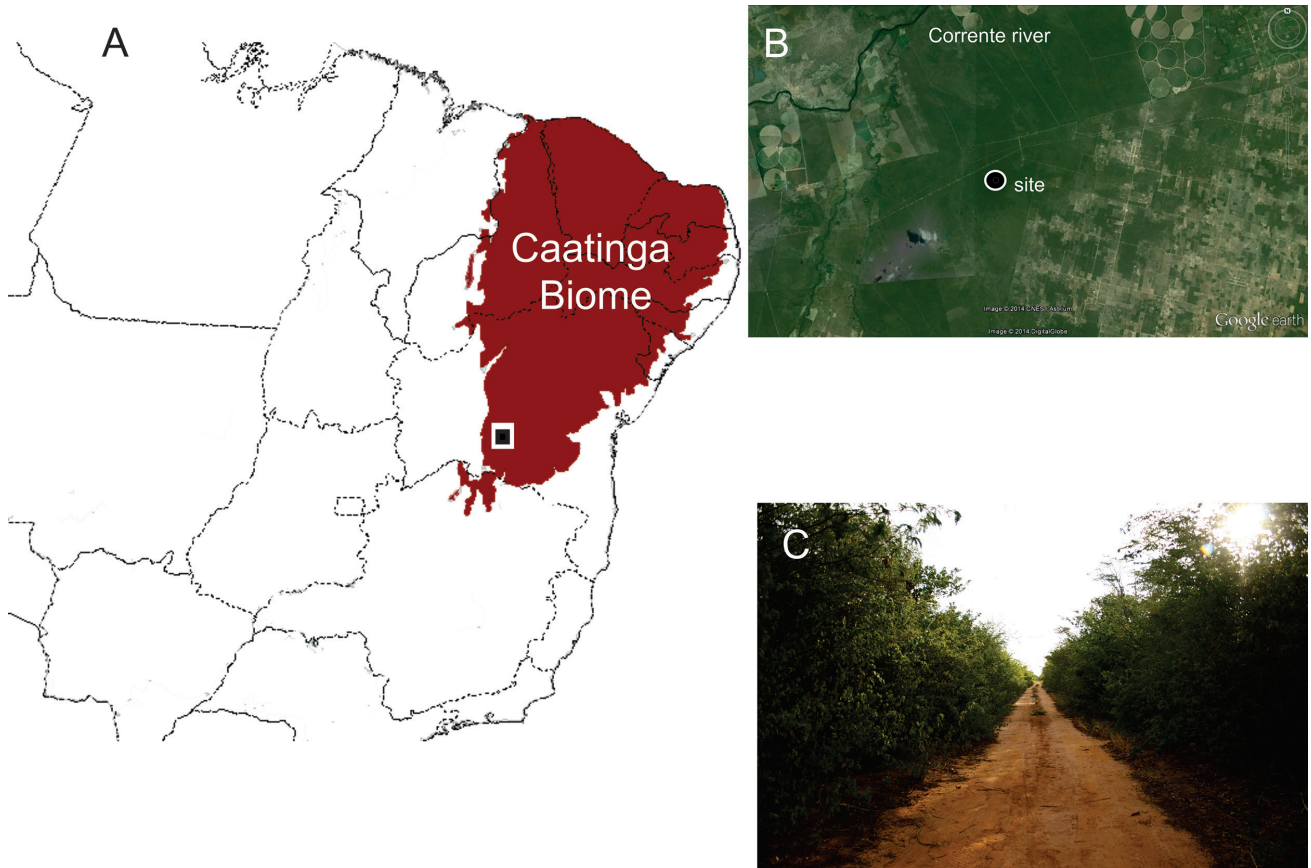 A
Caatinga
Biome
B
Corrente river
N
site
Image © 2014 CNES / Astrium
Image © 2014 DigitalGlobe
Google earth
C